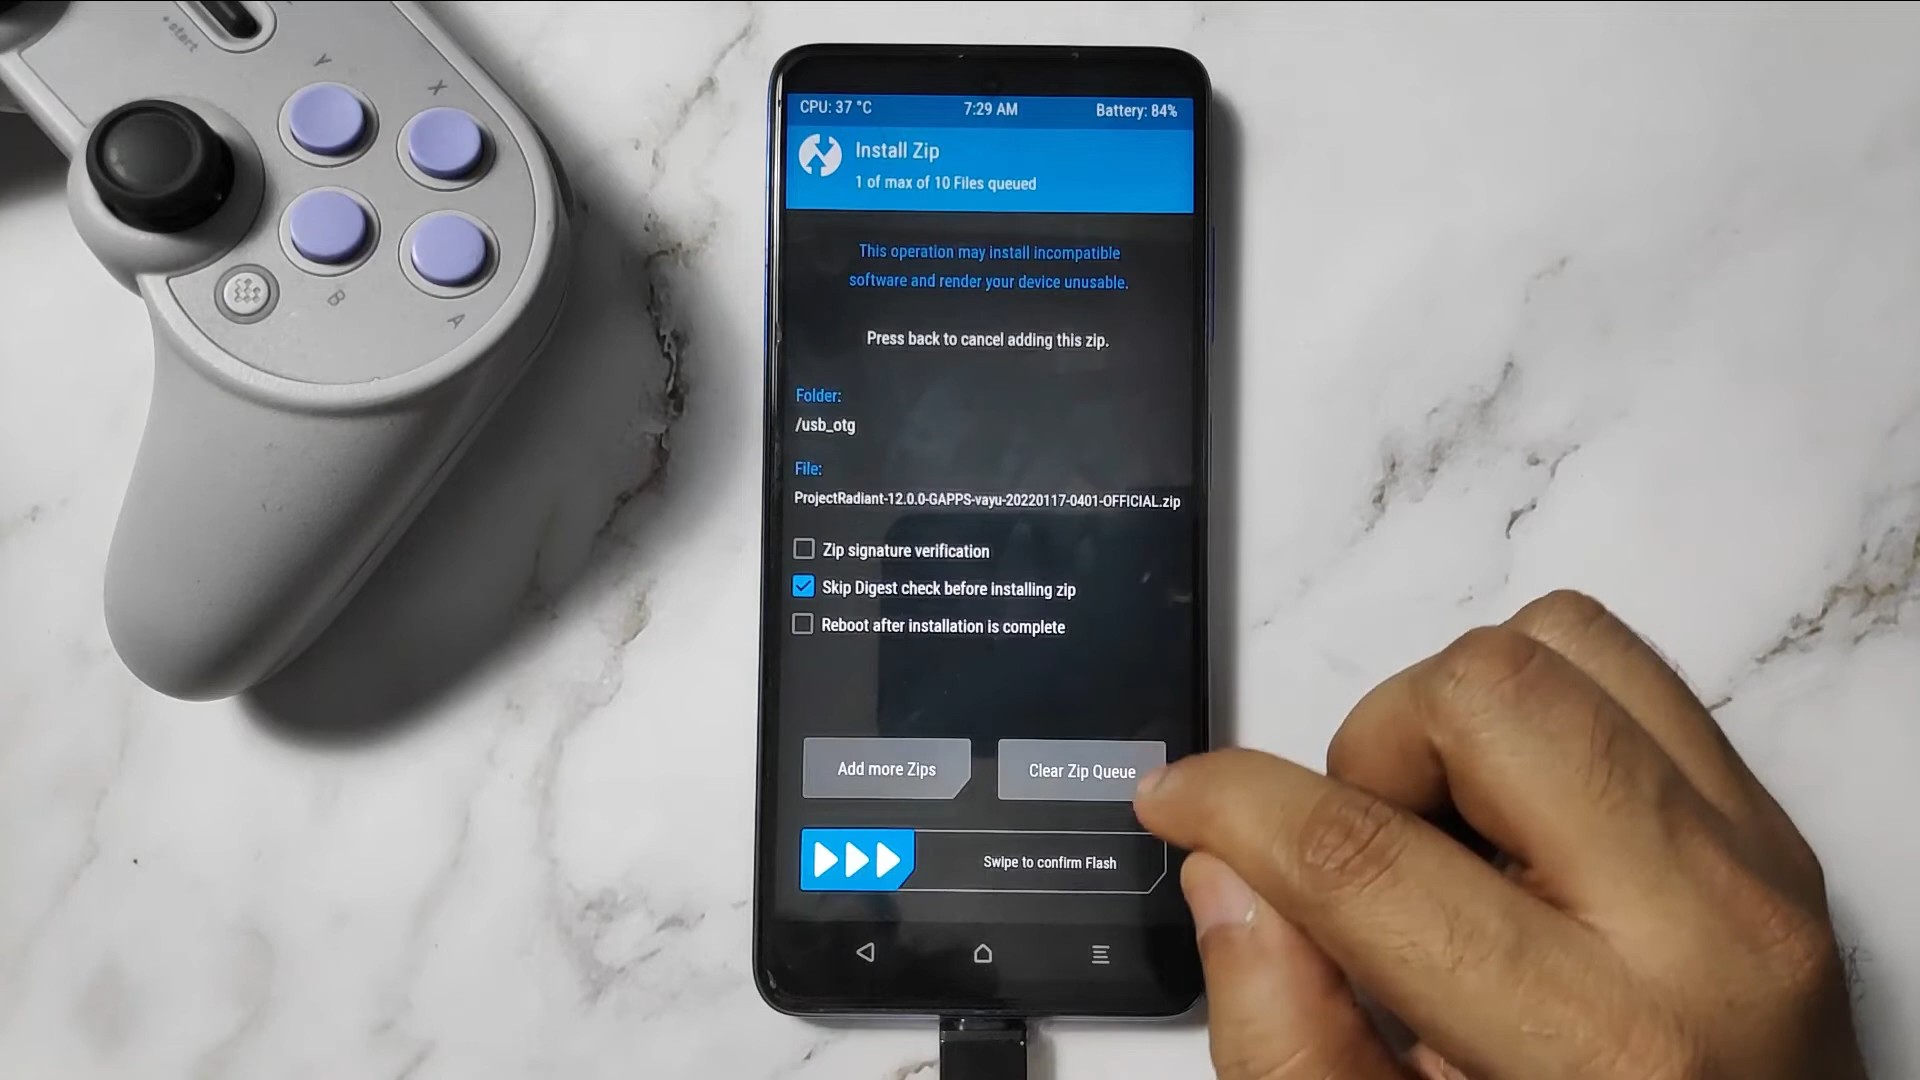 start
Y
X
B
A
CPU: 37 °C
7:29 AM
Battery: 84%
Install Zip
1 of max of 10 Files queued
This operation may install incompatible
software and render your device unusable.
Press back to cancel adding this zip.
Folder:
/usb_otg
File:
ProjectRadiant-12.0.0-GAPPS-vayu-20220117-0401-OFFICIAL.zip
Zip signature verification
Skip Digest check before installing zip
Reboot after installation is complete
Add more Zips
Clear Zip Queue
Swipe to confirm Flash